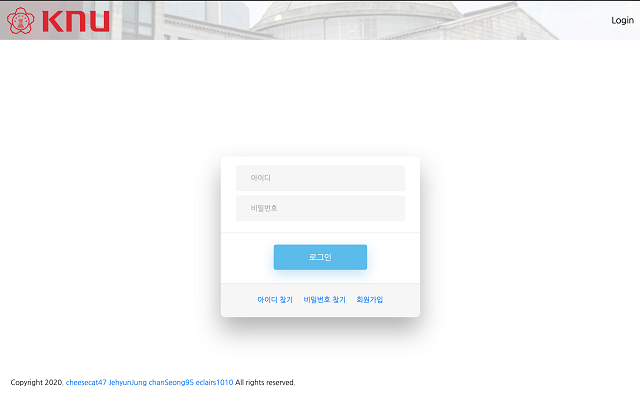 KNU
Login
아이디
비밀번호
로그인
아이디 찾기 비밀번호 찾기 회원가입
Copyright 2020. cheesecat47 JehyunJung chanSeong95 eclairs1010 All rights reserved.